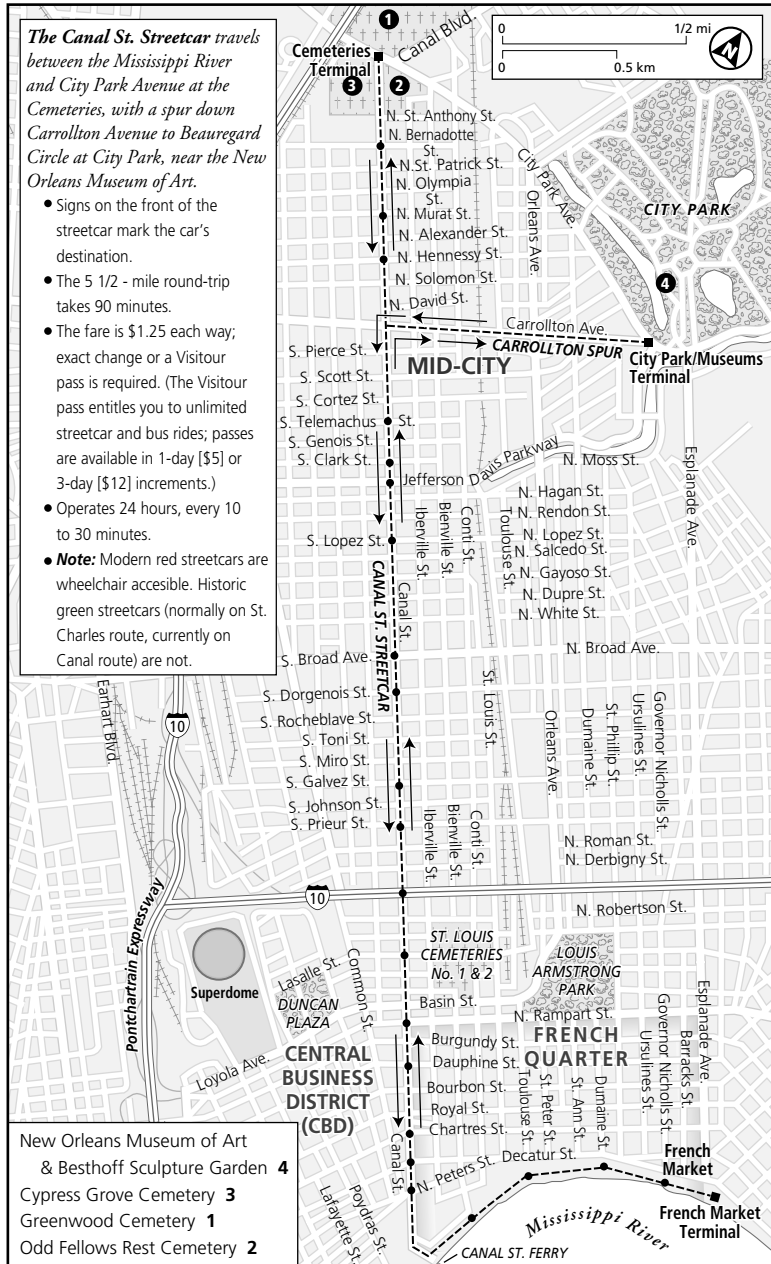 The Canal St. Streetcar travels
between the Mississippi River
and City Park Avenue at the
Cemeteries, with a spur down
Carrollton Avenue to Beauregard
Circle at City Park, near the New
Orleans Museum of Art.
• Signs on the front of the
streetcar mark the car's
destination.
• The 5 1/2 - mile round-trip
takes 90 minutes.
• The fare is $1.25 each way;
exact change or a Visitour
pass is required. (The Visitour
pass entitles you to unlimited
streetcar and bus rides; passes
are available in 1-day [$5] or
3-day [$12] increments.)
• Operates 24 hours, every 10
to 30 minutes.
• Note: Modern red streetcars are
wheelchair accesible. Historic
green streetcars (normally on St.
Charles route, currently on
Canal route) are not.
0 1/2 mi
0 0.5 km
N
1
Canal Blvd.
Cemeteries
Terminal
3
2
N. St. Anthony St.
N. Bernadotte
St.
N.St. Patrick St.
N. Olympia
St.
N. Murat St.
N. Alexander St.
N. Hennessy St.
N. Solomon St.
N. David St.
City Park Ave.
Orleans Ave.
CITY PARK
4
Carrollton Ave.
CARROLLTON SPUR
City Park/Museums
Terminal
MID-CITY
S. Pierce St.
S. Scott St.
S. Cortez St.
S. Telemachus St.
S. Genois St.
S. Clark St.
Jefferson Davis Parkway
N. Moss St.
Esplanade Ave.
N. Hagan St.
N. Rendon St.
N. Lopez St.
N. Salcedo St.
N. Gayoso St.
N. Dupre St.
N. White St.
Iberville St.
Bienville St.
Conti St.
Toulouse St.
S. Lopez St.
CANAL ST. STREETCAR
Canal St.
S. Broad Ave.
N. Broad Ave.
S. Dorgenois St.
S. Rocheblave St.
S. Toni St.
S. Miro St.
S. Galvez St.
S. Johnson St.
S. Prieur St.
St. Louis St.
Orleans Ave.
Dumaine St.
St. Phillip St.
Ursulines St.
Governor Nicholls St.
Iberville St.
Bienville St.
Conti St.
N. Roman St.
N. Derbigny St.
Earhart Blvd.
10
10
Pontchartrain Expressway
N. Robertson St.
Superdome
Lasalle St.
DUNCAN
PLAZA
Common St.
ST. LOUIS
CEMETERIES
No. 1 & 2
LOUIS
ARMSTRONG
PARK
Basin St.
N. Rampart St.
Loyola Ave.
CENTRAL
BUSINESS
DISTRICT
(CBD)
FRENCH
QUARTER
Burgundy St.
Dauphine St.
Bourbon St.
Royal St.
Chartres St.
Toulouse St.
St. Peter St.
St. Ann St.
Dumaine St.
Ursulines St.
Governor Nicholls St.
Barracks St.
Esplanade Ave.
Canal St.
N. Peters St.
Decatur St.
French
Market
French Market
Terminal
Mississippi River
CANAL ST. FERRY
Poydras St.
Lafayette St.
New Orleans Museum of Art
& Besthoff Sculpture Garden 4
Cypress Grove Cemetery 3
Greenwood Cemetery 1
Odd Fellows Rest Cemetery 2